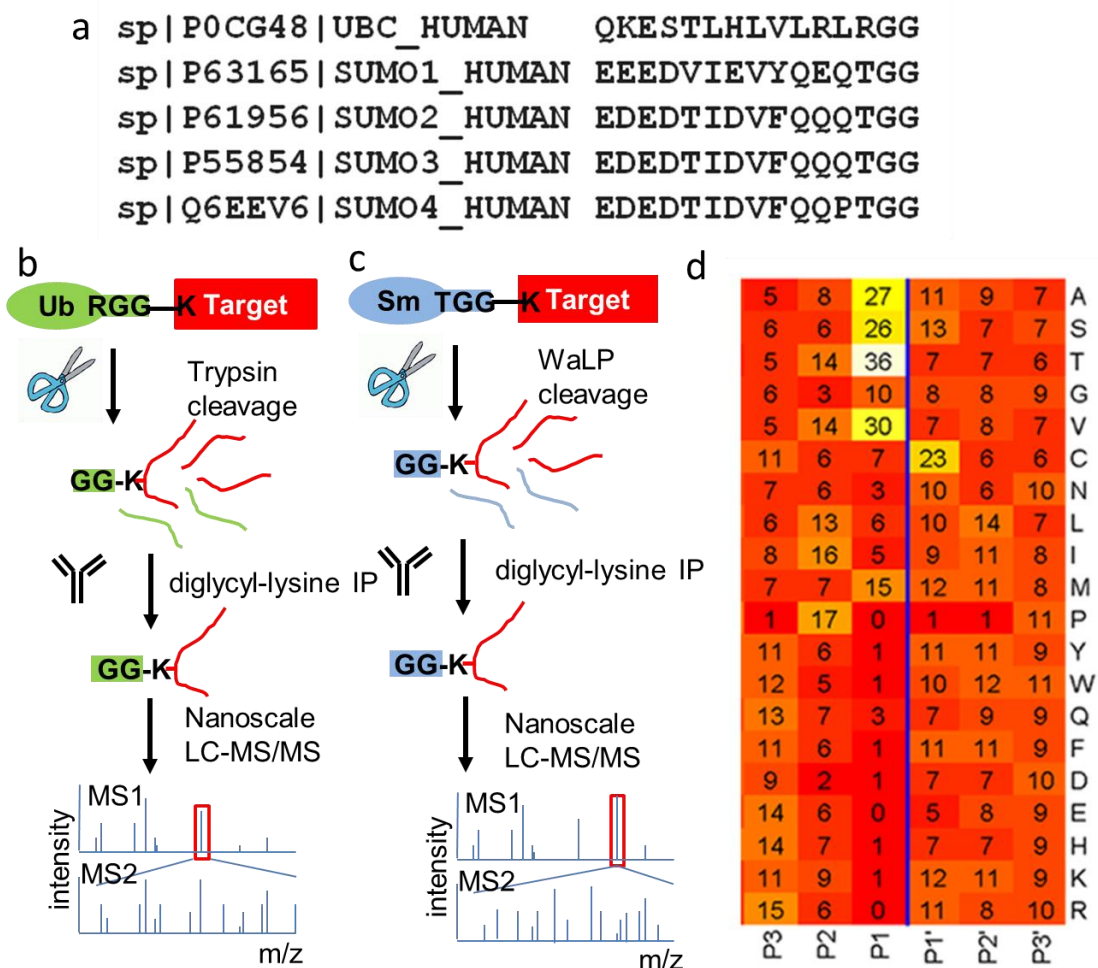 a
sp|P0CG48|UBC_HUMAN QKESTLHLVLRLRGG
sp|P63165|SUMO1_HUMAN EEEDVIEVYQEQTGG
sp|P61956|SUMO2_HUMAN EDEDTIDVFQQQTGG
sp|P55854|SUMO3_HUMAN EDEDTIDVFQQQTGG
sp|Q6EEV6|SUMO4_HUMAN EDEDTIDVFQQPTGG
b
Ub RGG K Target
Trypsin
cleavage
GG-K
diglycyl-lysine IP
GG-K
Nanoscale
LC-MS/MS
MS1
MS2
intensity
m/z
c
Sm TGG K Target
WaLP
cleavage
GG-K
diglycyl-lysine IP
GG-K
Nanoscale
LC-MS/MS
MS1
MS2
intensity
m/z
d
5 8 27 11 9 7 A
6 6 26 13 7 7 S
5 14 36 7 7 6 T
6 3 10 8 8 9 G
5 14 30 7 8 7 V
11 6 7 23 6 6 C
7 6 3 10 6 10 N
6 13 6 10 14 7 L
8 16 5 9 11 8 I
7 7 15 12 11 8 M
1 17 0 1 1 11 P
11 6 1 11 11 9 Y
12 5 1 10 12 11 W
13 7 3 7 9 9 Q
11 6 1 11 11 9 F
9 2 1 7 7 10 D
14 6 0 5 8 9 E
14 7 1 7 7 9 H
11 9 1 12 11 9 K
15 6 0 11 8 10 R
P3 P2 P1 P1' P2' P3'